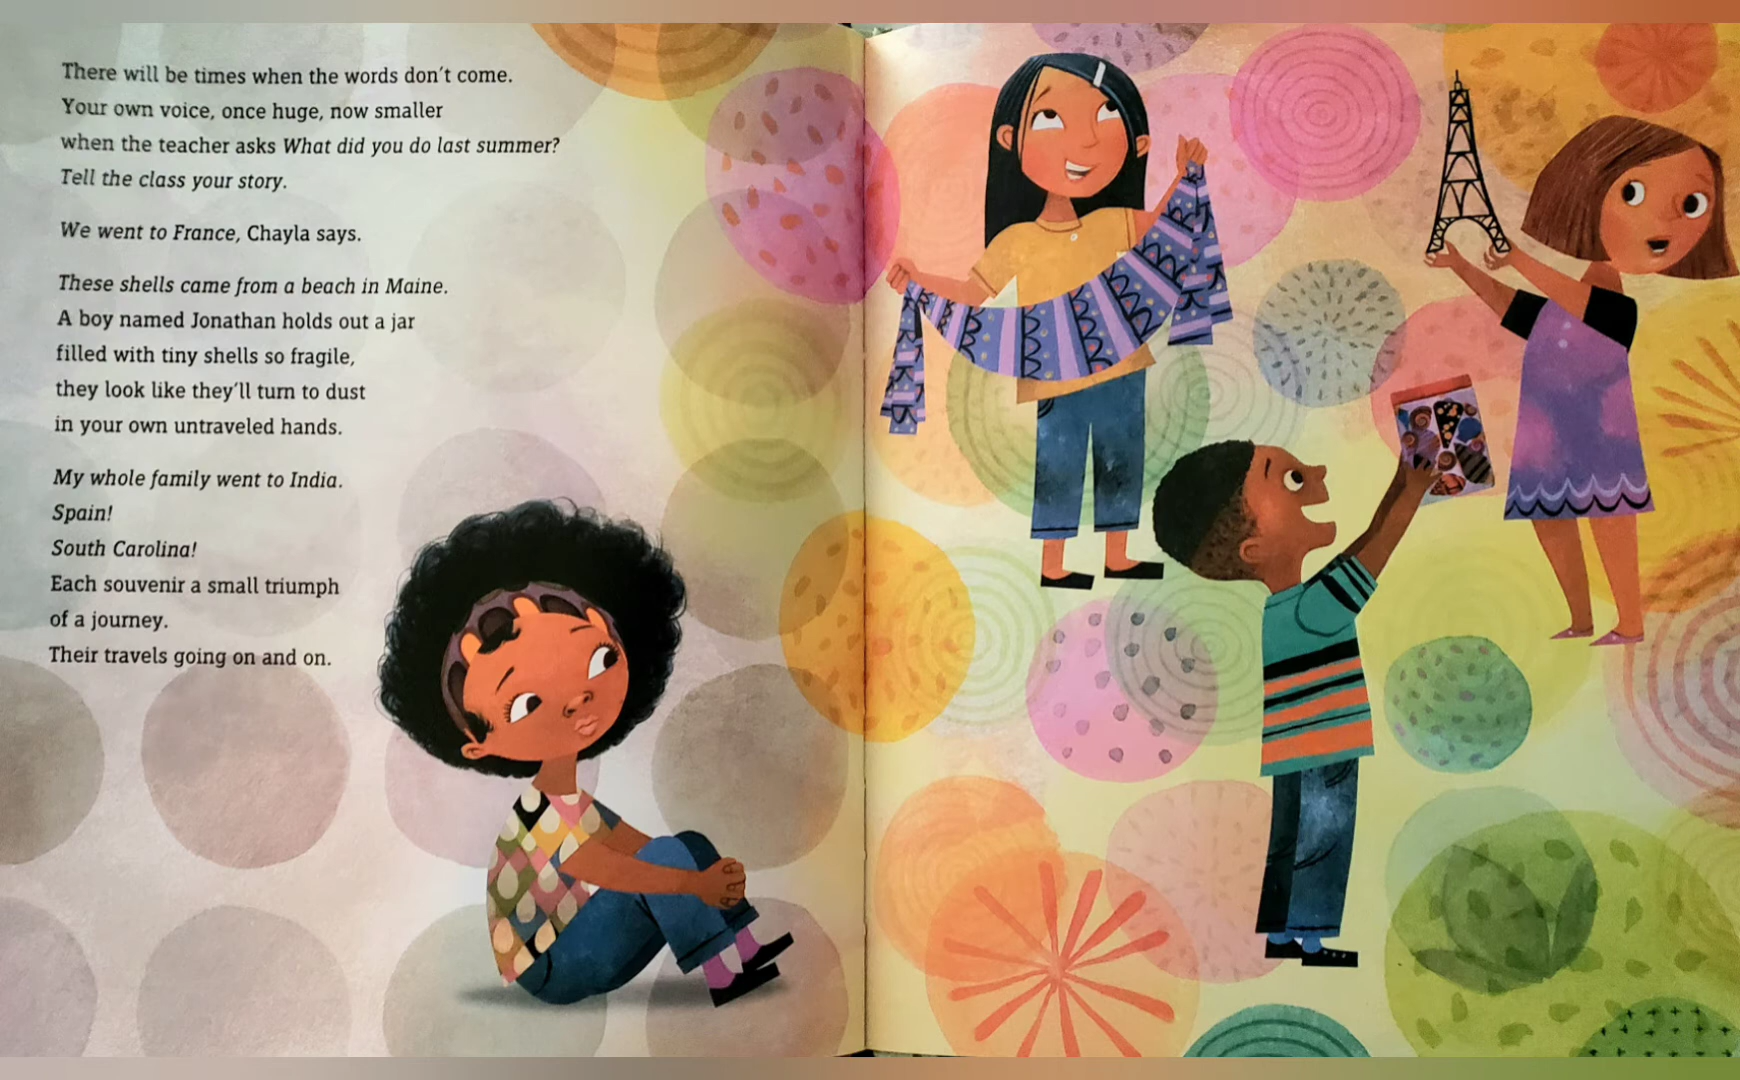 There will be times when the words don't come.
Your own voice, once huge, now smaller
when the teacher asks What did you do last summer?
Tell the class your story.
We went to France, Chayla says.
These shells came from a beach in Maine.
A boy named Jonathan holds out a jar
filled with tiny shells so fragile,
they look like they'll turn to dust
in your own untraveled hands.
My whole family went to India.
Spain!
South Carolina!
Each souvenir a small triumph
of a journey.
Their travels going on and on.